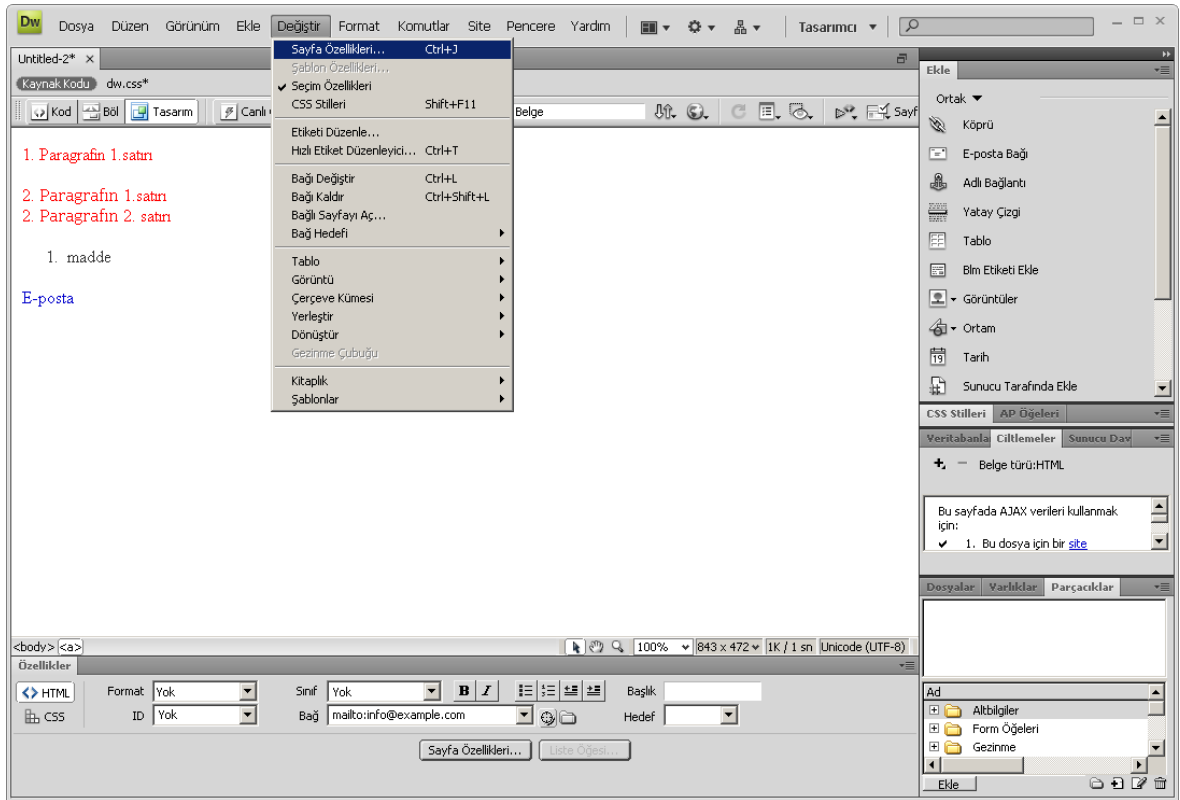 Dw Dosya Düzen Görünüm Ekle Değiştir Format Komutlar Site Pencere Yardım Tasarımcı
Untitled-2*
Kaynak Kodu dw.css*
Kod Böl Tasarım Canlı Belge Sayf
Sayfa Özellikleri... Ctrl+J
Şablon Özellikleri...
Seçim Özellikleri
CSS Stilleri Shift+F11
Etiketi Düzenle...
Hızlı Etiket Düzenleyici... Ctrl+T
Bağı Değiştir Ctrl+L
Bağı Kaldır Ctrl+Shift+L
Bağlı Sayfayı Aç...
Bağ Hedefi
Tablo
Görüntü
Çerçeve Kümesi
Yerleştir
Dönüştür
Gezinme Çubuğu
Kitaplık
Şablonlar
1. Paragrafin 1.satırı
2. Paragrafın 1.satırı
2. Paragrafın 2. satırı
1. madde
E-posta
Ekle
Ortak
Köprü
E-posta Bağı
Adlı Bağlantı
Yatay Çizgi
Tablo
Blm Etiketi Ekle
Görüntüler
Ortam
19 Tarih
Sunucu Tarafında Ekle
CSS Stilleri AP Öğeleri
Veritabanla Ciltlemeler Sunucu Dav
Belge türü:HTML
Bu sayfada AJAX verileri kullanmak
için:
1. Bu dosya için bir site
Dosyalar Varlıklar Parçacıklar
Ad
Altbilgiler
Form Öğeleri
Gezinme
Ekle
<body> <a> 100% 843 x 472 1K / 1 sn Unicode (UTF-8)
Özellikler
HTML Format Yok Sınıf Yok B I Başlık
CSS ID Yok Bağ mailto:info@example.com Hedef
Sayfa Özellikleri... Liste Öğesi...